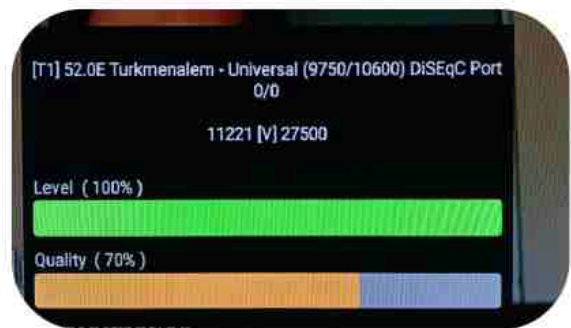 [T1] 52.0E Turkmenalem - Universal (9750/10600) DiSEqC Port
0/0
11221 [V] 27500
Level ( 100% )
Quality ( 70% )